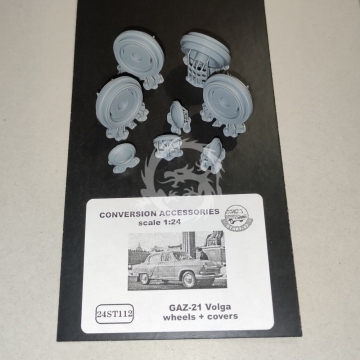 CONVERSION ACCESSORIES
scale 1:24
24ST112
GAZ-21 Volga
wheels + covers